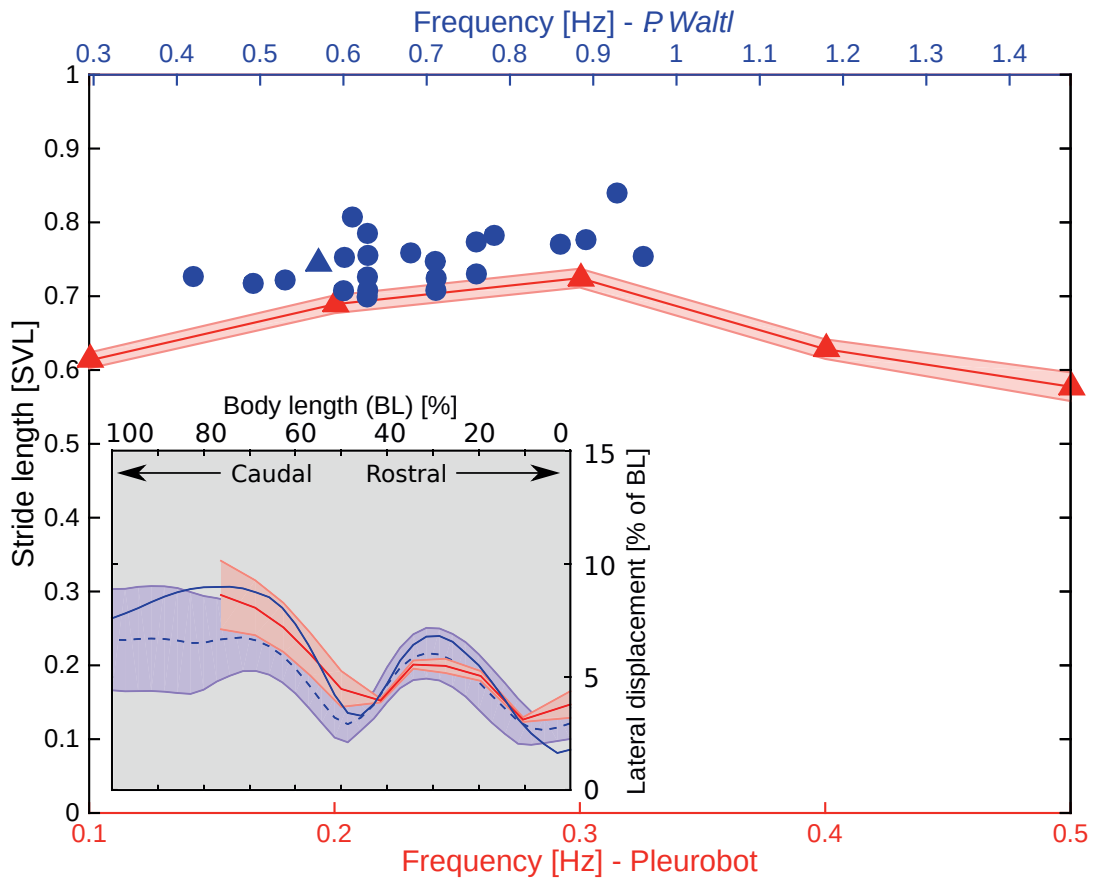 Frequency [Hz] - P. Waltl
0.3 0.4 0.5 0.6 0.7 0.8 0.9 1 1.1 1.2 1.3 1.4
1
0.9
0.8
0.7
0.6
0.5
0.4
0.3
0.2
0.1
0
Stride length [SVL]
Body length (BL) [%]
100 80 60 40 20 0
Caudal Rostral
15
10
5
0
Lateral displacement [% of BL]
0.1 0.2 0.3 0.4 0.5
Frequency [Hz] - Pleurobot